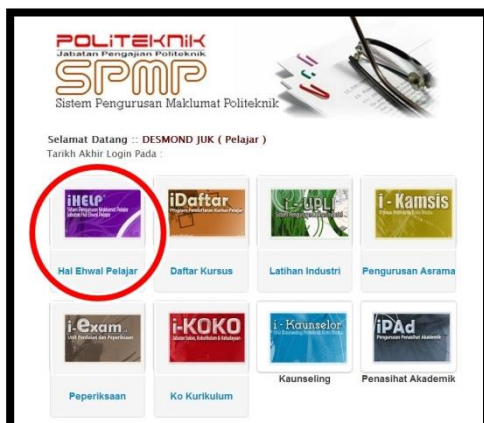 POLITEKNIK
Jabatan Pengajian Politeknik
SPMP
Sistem Pengurusan Maklumat Politeknik
Selamat Datang :: DESMOND JUK ( Pelajar )
Tarikh Akhir Login Pada :
iHELP
iDaftar
i-UPLI
i - Kamsis
Hal Ehwal Pelajar
Daftar Kursus
Latihan Industri
Pengurusan Asrama
i-exam
i-KOKO
i - Kaunselor
iPAd
Peperiksaan
Ko Kurikulum
Kaunseling
Penasihat Akademik